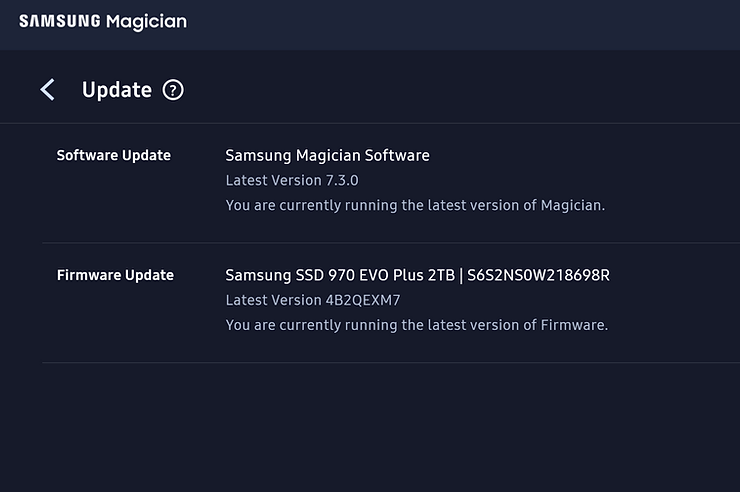 SAMSUNG Magician
Update ?
Software Update
Samsung Magician Software
Latest Version 7.3.0
You are currently running the latest version of Magician.
Firmware Update
Samsung SSD 970 EVO Plus 2TB | S6S2NS0W218698R
Latest Version 4B2QEXM7
You are currently running the latest version of Firmware.